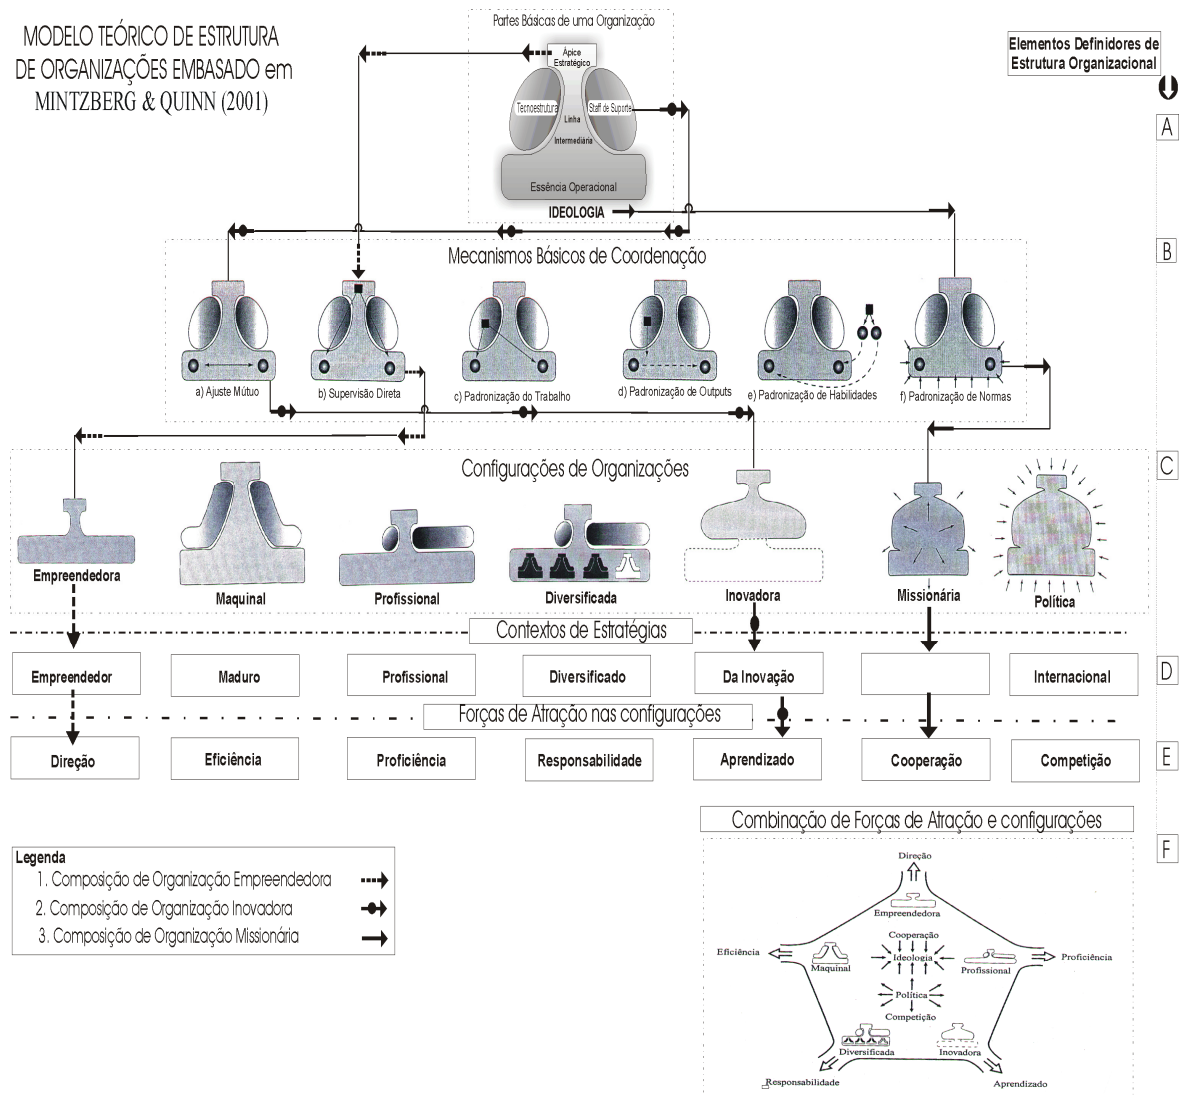 MODELO TEÓRICO DE ESTRUTURA
DE ORGANIZAÇÕES EMBASADO em
MINTZBERG & QUINN (2001)
Partes Básicas de uma Organização
Ápice
Estratégico
Tecnoestrutura
Staff de Suporte
Linha
Intermediária
Essência Operacional
IDEOLOGIA
Elementos Definidores de
Estrutura Organizacional
A
B
Mecanismos Básicos de Coordenação
a) Ajuste Mútuo
b) Supervisão Direta
c) Padronização do Trabalho
d) Padronização de Outputs
e) Padronização de Habilidades
f) Padronização de Normas
C
Configurações de Organizações
Empreendedora
Maquinal
Profissional
Diversificada
Inovadora
Missionária
Política
Contextos de Estratégias
D
Empreendedor
Maduro
Profissional
Diversificado
Da Inovação
Internacional
Forças de Atração nas configurações
E
Direção
Eficiência
Proficiência
Responsabilidade
Aprendizado
Cooperação
Competição
Combinação de Forças de Atração e configurações
F
Legenda
1. Composição de Organização Empreendedora
2. Composição de Organização Inovadora
3. Composição de Organização Missionária
Direção
Empreendedora
Eficiência
Maquinal
Cooperação
Ideologia
Profissional
Proficiência
Política
Competição
Diversificada
Inovadora
Responsabilidade
Aprendizado